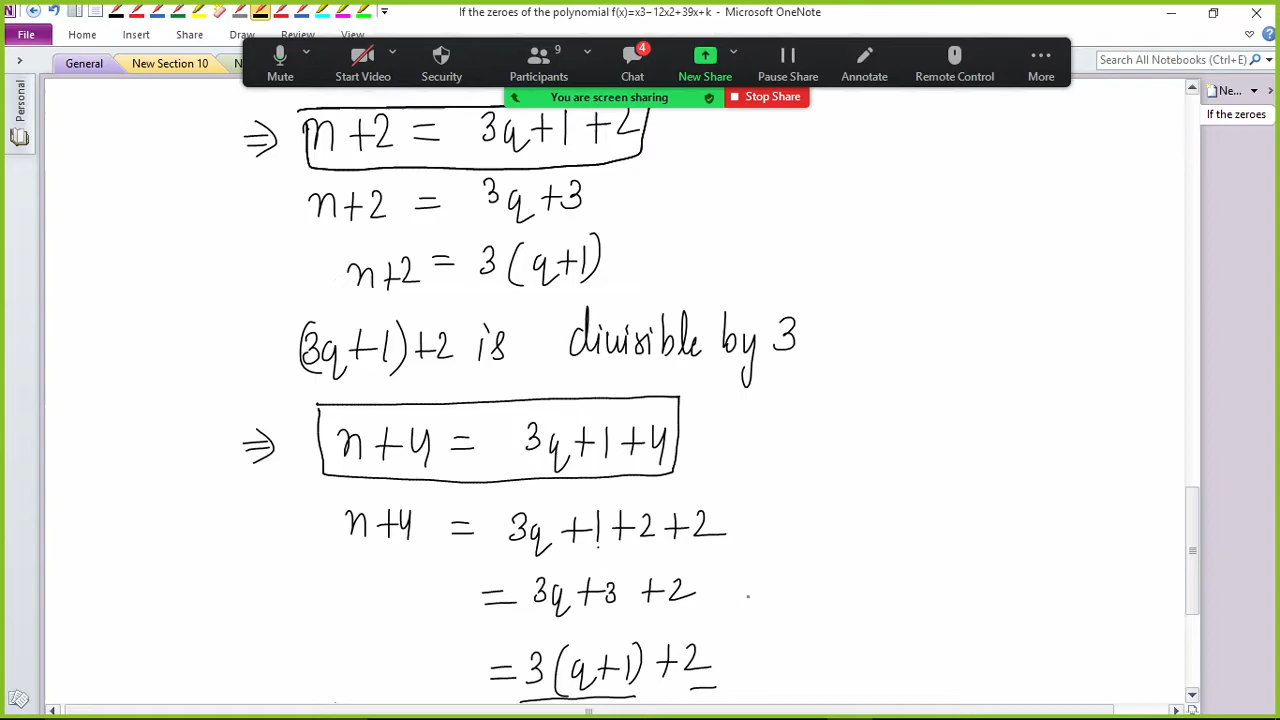 If the zeroes of the polynomial f(x)=x3−12x2+39x+k - Microsoft OneNote
File Home Insert Share Draw Review View
Mute Start Video Security 9 Participants 4 Chat New Share Pause Share Annotate Remote Control More
General New Section 10 N
Search All Notebooks (Ctrl+E)
You are screen sharing Stop Share
Personal
Ne...
If the zeroes
⇒ n+2 = 3q+1+2
n+2 = 3q+3
n+2 = 3(q+1)
(3q+1)+2 is divisible by 3
⇒ n+4 = 3q+1+4
n+4 = 3q+1+2+2
= 3q+3+2
= 3(q+1)+2